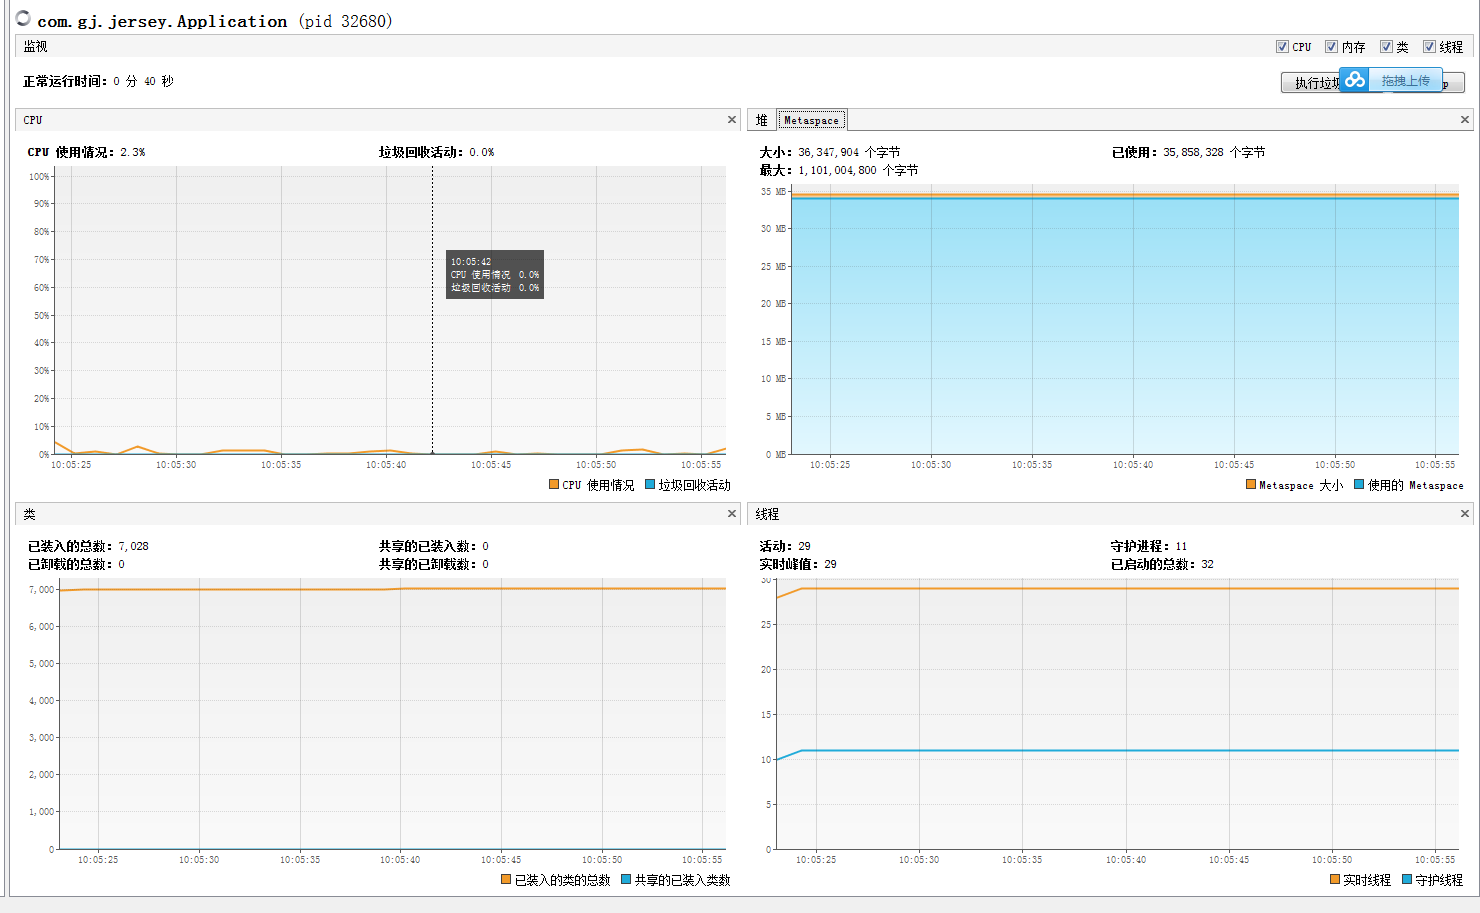 com.gj.jersey.Application (pid 32680)
监视
CPU 内存 类 线程
正常运行时间: 0 分 40 秒
执行垃圾
拖拽上传
p
CPU
CPU 使用情况: 2.3%
垃圾回收活动: 0.0%
100%
90%
80%
70%
60%
50%
40%
30%
20%
10%
0%
10:05:42
CPU 使用情况 0.0%
垃圾回收活动 0.0%
10:05:25 10:05:30 10:05:35 10:05:40 10:05:45 10:05:50 10:05:55
CPU 使用情况 垃圾回收活动
堆 Metaspace
大小: 36,347,904 个字节
已使用: 35,858,328 个字节
最大: 1,101,004,800 个字节
35 MB
30 MB
25 MB
20 MB
15 MB
10 MB
5 MB
0 MB
10:05:25 10:05:30 10:05:35 10:05:40 10:05:45 10:05:50 10:05:55
Metaspace 大小 使用的 Metaspace
类
已装入的总数: 7,028
共享的已装入数: 0
已卸载的总数: 0
共享的已卸载数: 0
7,000
6,000
5,000
4,000
3,000
2,000
1,000
0
10:05:25 10:05:30 10:05:35 10:05:40 10:05:45 10:05:50 10:05:55
已装入的类的总数 共享的已装入类数
线程
活动: 29
守护进程: 11
实时峰值: 29
已启动的总数: 32
30
25
20
15
10
5
0
10:05:25 10:05:30 10:05:35 10:05:40 10:05:45 10:05:50 10:05:55
实时线程 守护线程